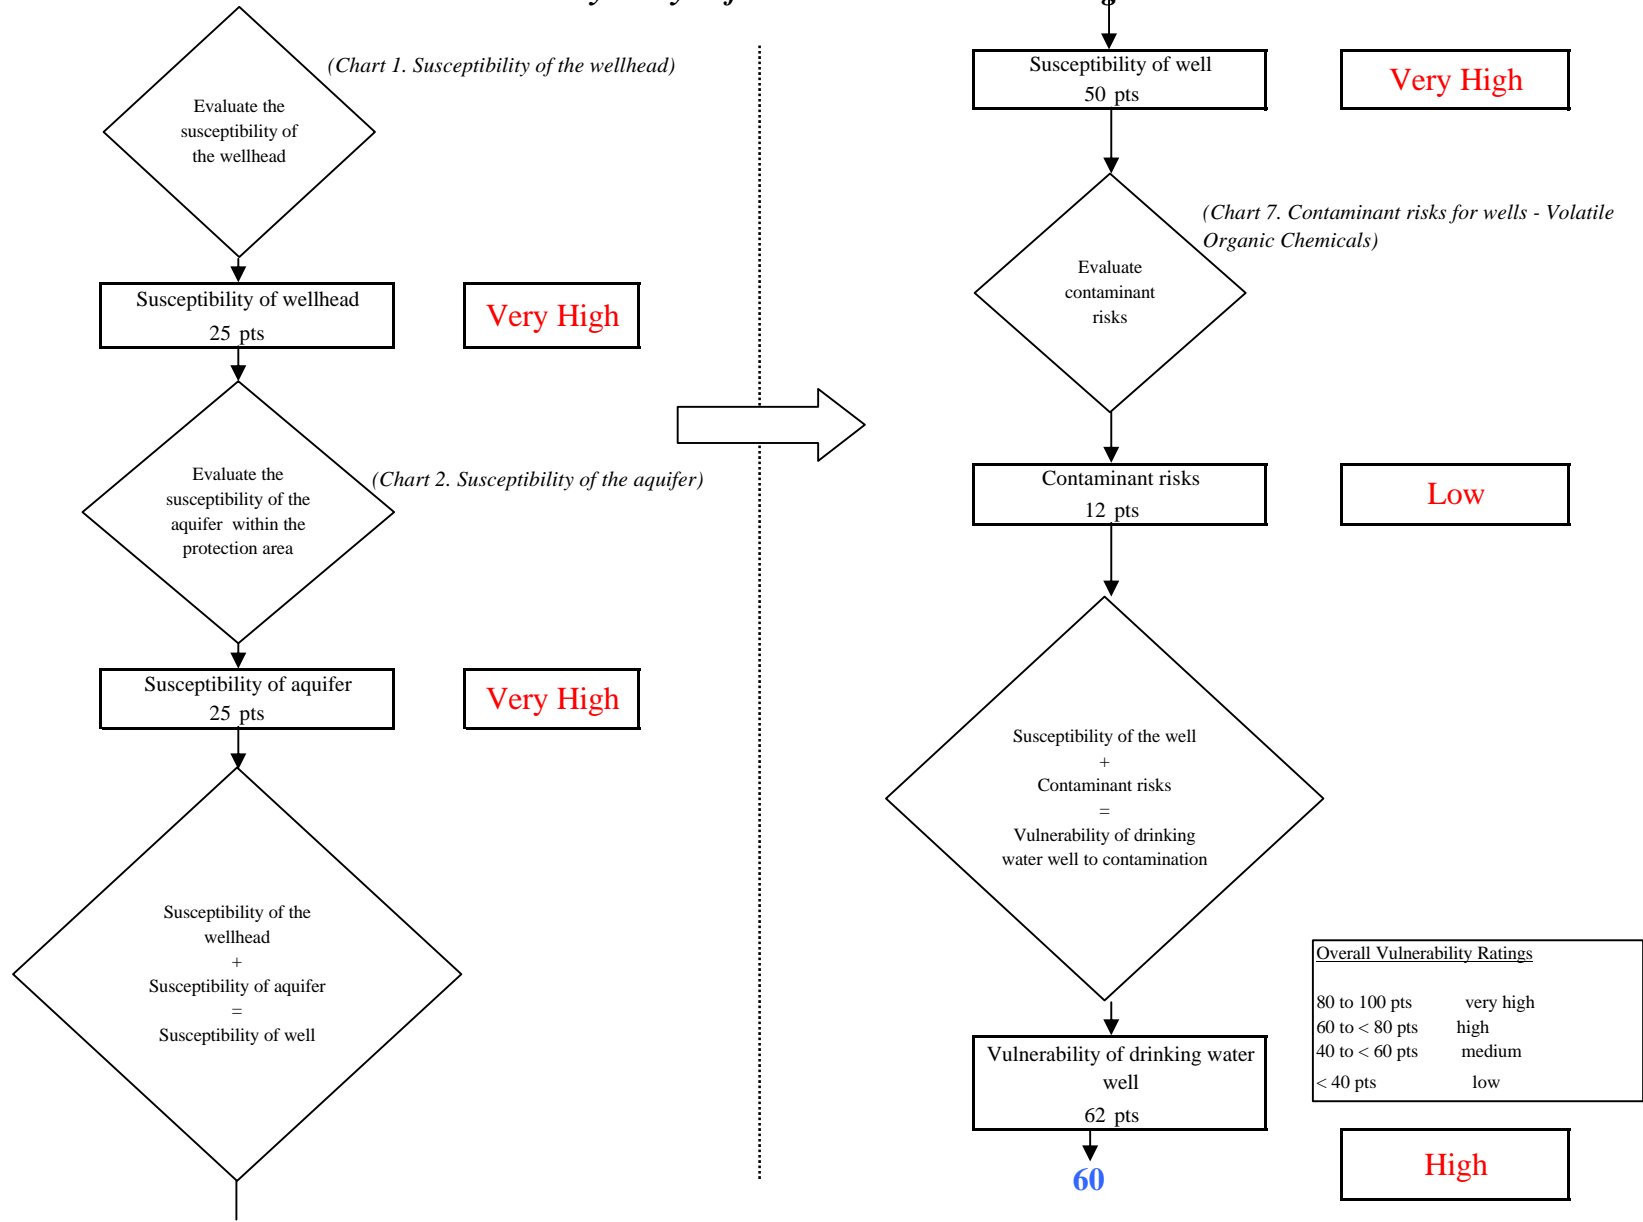 (Chart 1. Susceptibility of the wellhead)
Evaluate the
susceptibility of
the wellhead
Susceptibility of wellhead
25 pts
Very High
Evaluate the
susceptibility of the
aquifer within the
protection area
(Chart 2. Susceptibility of the aquifer)
Susceptibility of aquifer
25 pts
Very High
Susceptibility of the
wellhead
+
Susceptibility of aquifer
=
Susceptibility of well
Susceptibility of well
50 pts
Very High
(Chart 7. Contaminant risks for wells - Volatile
Organic Chemicals)
Evaluate
contaminant
risks
Contaminant risks
12 pts
Low
Susceptibility of the well
+
Contaminant risks
=
Vulnerability of drinking
water well to contamination
Overall Vulnerability Ratings
80 to 100 pts very high
60 to < 80 pts high
40 to < 60 pts medium
< 40 pts low
Vulnerability of drinking water
well
62 pts
60
High